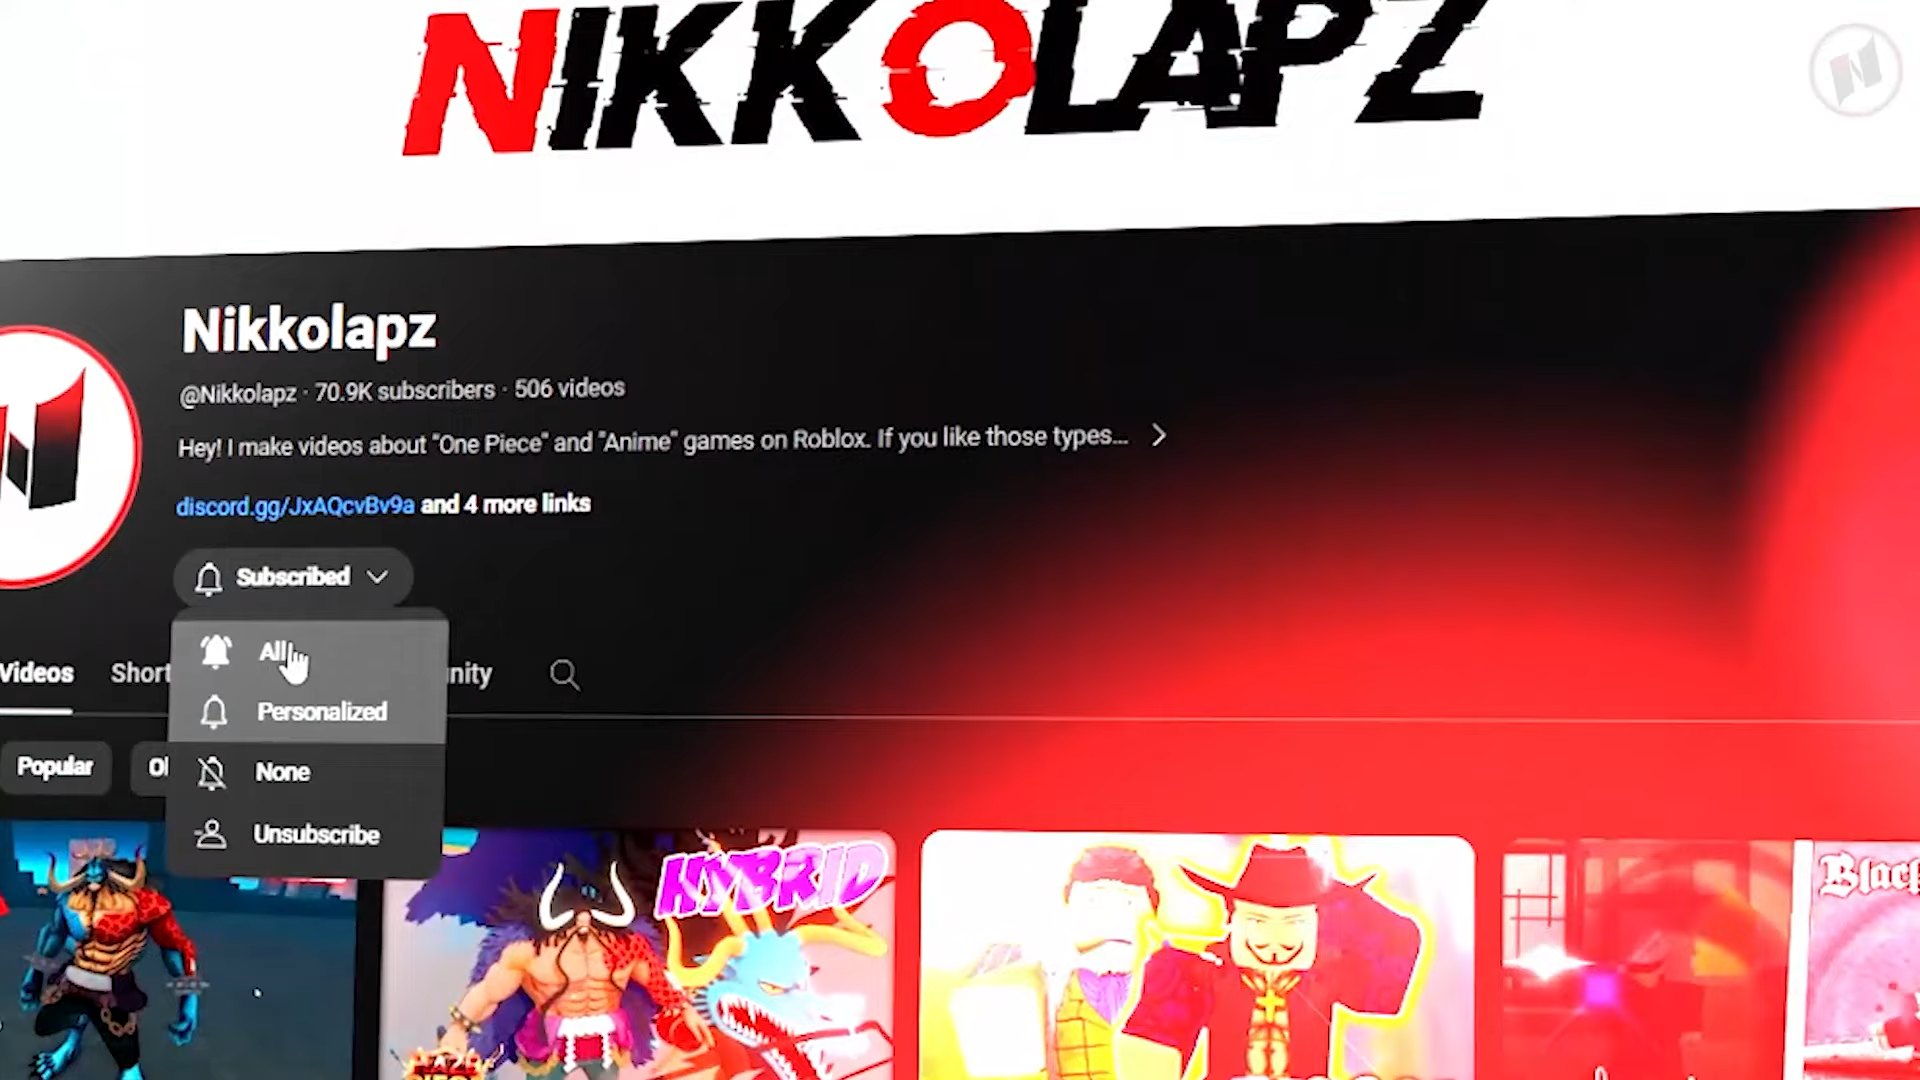 NIKKOLAPZ
Nikkolapz
@Nikkolapz · 70.9K subscribers · 506 videos
Hey! I make videos about "One Piece" and "Anime" games on Roblox. If you like those types...
discord.gg/JxAQcvBv9a and 4 more links
Subscribed
All
Personalized
None
Unsubscribe
Videos
Popular
HYBRID